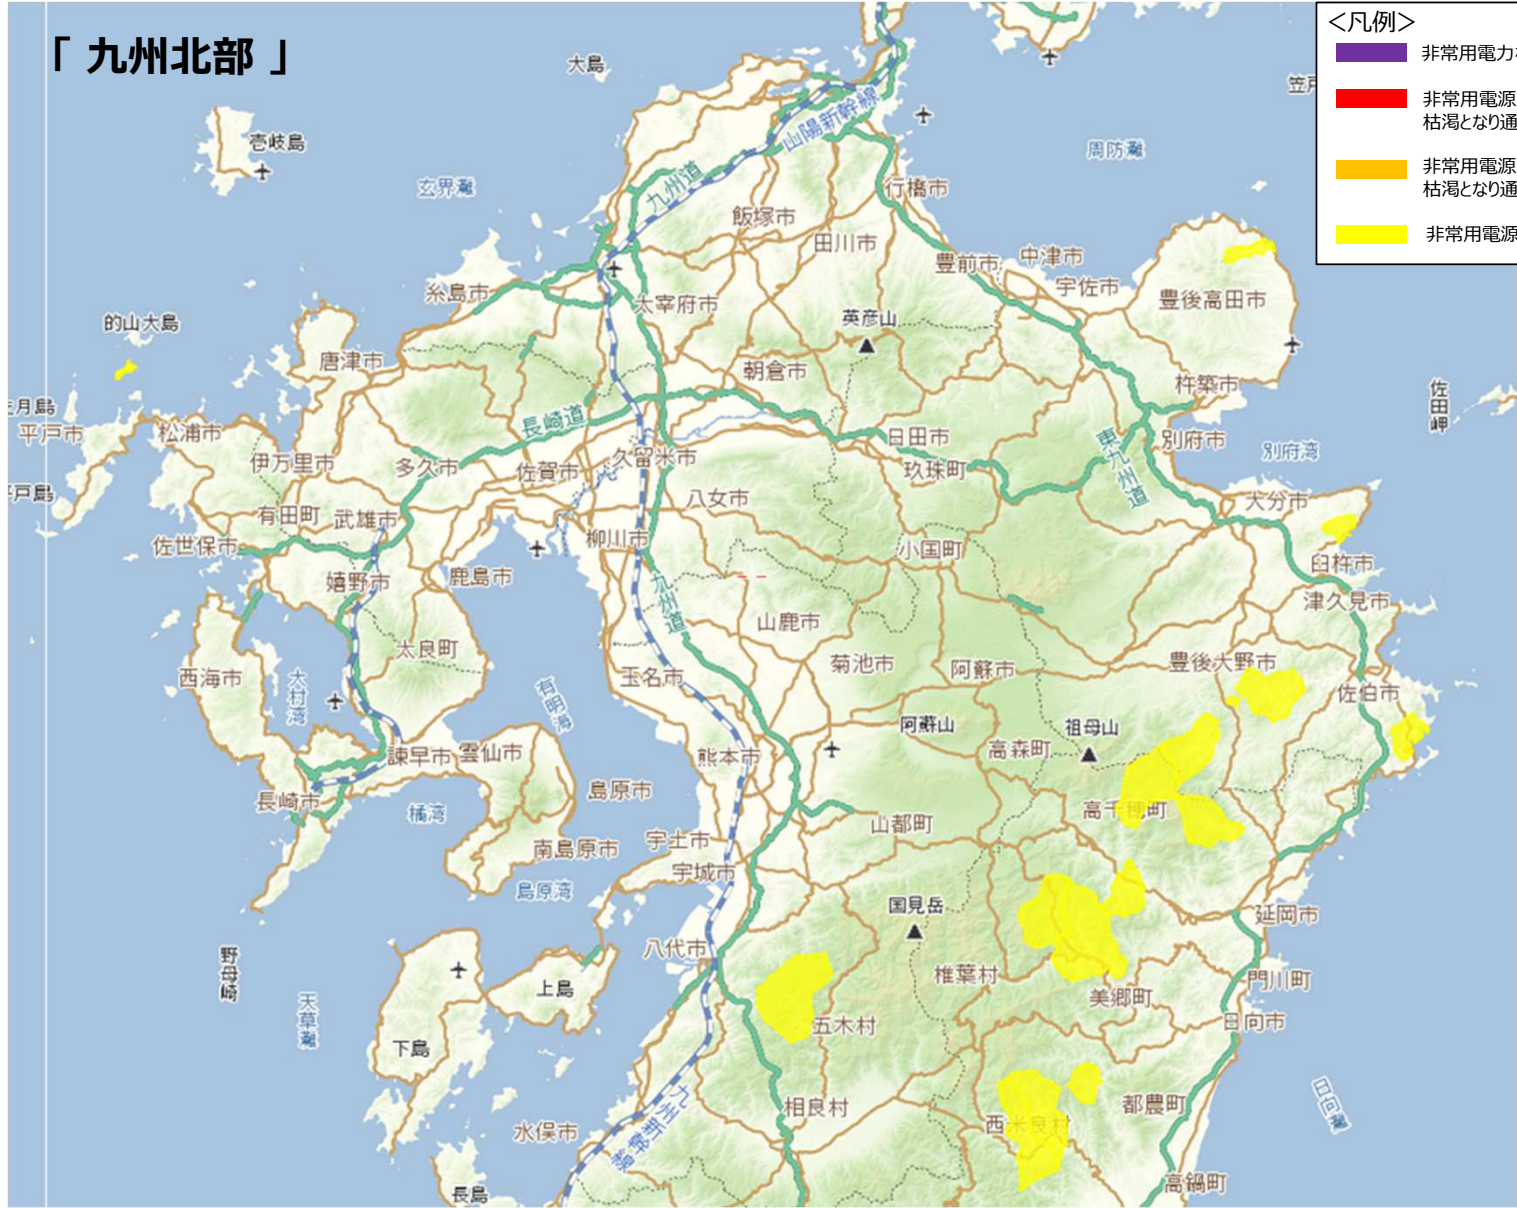 「 九州北部 」
<凡例>
非常用電力
非常用電源
枯渇となり通
非常用電源
枯渇となり通
非常用電源
大島
壱岐島
玄界灘
山陽新幹線
九州道
周防灘
行橋市
飯塚市
田川市
豊前市
中津市
宇佐市
豊後高田市
糸島市
太宰府市
英彦山
的山大島
唐津市
朝倉市
杵築市
佐田岬
月島
平戸市
松浦市
長崎道
日田市
東九州道
別府市
別府湾
伊万里市
多久市
佐賀市
久留米市
玖珠町
戸島
有田町
武雄市
八女市
大分市
佐世保市
柳川市
小国町
臼杵市
嬉野市
鹿島市
九州道
津久見市
山鹿市
太良町
西海市
大村湾
有明海
玉名市
菊池市
阿蘇市
豊後大野市
佐伯市
阿蘇山
祖母山
高森町
諫早市
雲仙市
熊本市
長崎市
橘湾
島原市
高千穂町
山都町
南島原市
宇土市
宇城市
島原湾
国見岳
延岡市
野母崎
八代市
椎葉村
門川町
上島
美郷町
天草灘
五木村
日向市
下島
相良村
都農町
西米良村
日向灘
水俣市
九州新幹線
長島
高鍋町